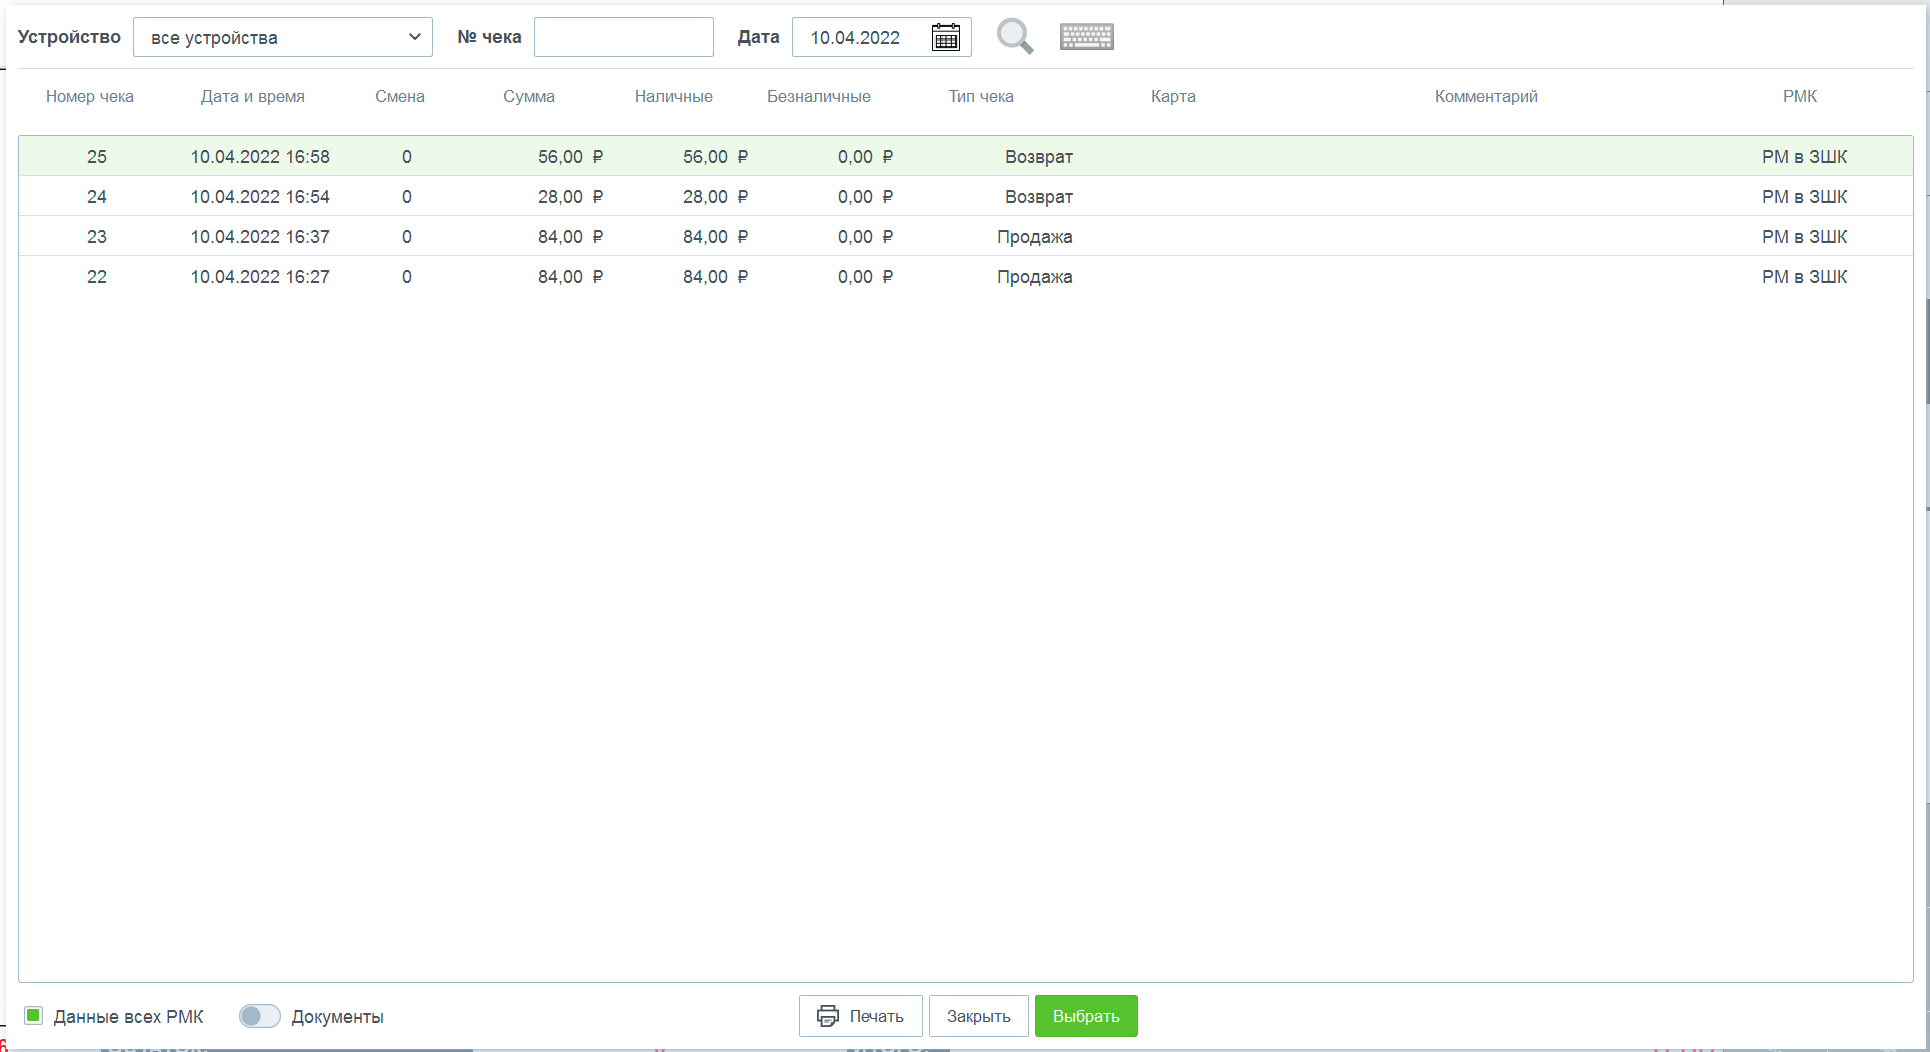 Устройство все устройства № чека Дата 10.04.2022
Номер чека Дата и время Смена Сумма Наличные Безналичные Тип чека Карта Комментарий РМК
25 10.04.2022 16:58 0 56,00 ₽ 56,00 ₽ 0,00 ₽ Возврат РМ в ЗШК
24 10.04.2022 16:54 0 28,00 ₽ 28,00 ₽ 0,00 ₽ Возврат РМ в ЗШК
23 10.04.2022 16:37 0 84,00 ₽ 84,00 ₽ 0,00 ₽ Продажа РМ в ЗШК
22 10.04.2022 16:27 0 84,00 ₽ 84,00 ₽ 0,00 ₽ Продажа РМ в ЗШК
Данные всех РМК Документы Печать Закрыть Выбрать